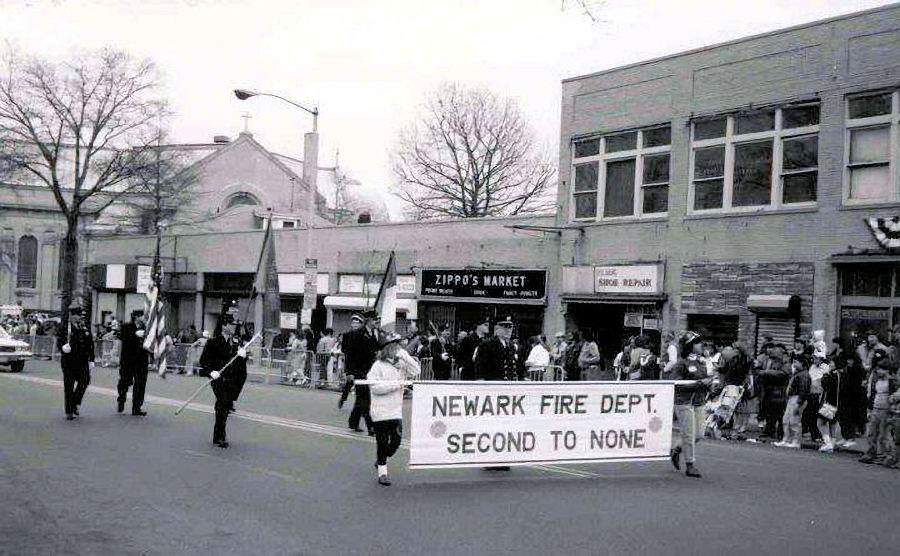 ZIPPO'S MARKET
SHOE REPAIR
NEWARK FIRE DEPT.
SECOND TO NONE